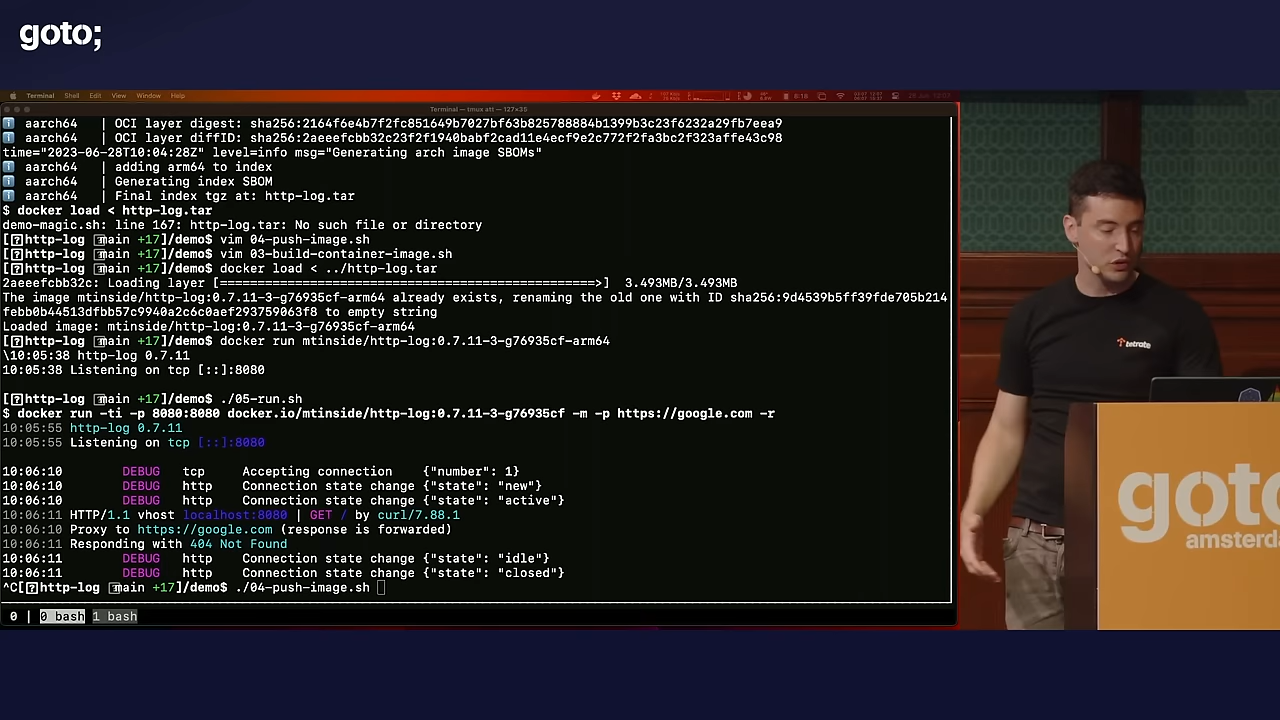 goto;
Terminal Shell Edit View Window Help
Terminal — tmux att — 127×35
aarch64 | OCI layer digest: sha256:2164f6e4b7f2fc851649b7027bf63b825788884b1399b3c23f6232a29fb7eea9
aarch64 | OCI layer diffID: sha256:2aeeefcbb32c23f2f1940babf2cad11e4ecf9e2c772f2fa3bc2f323affe43c98
time="2023-06-28T10:04:28Z" level=info msg="Generating arch image SBOMs"
aarch64 | adding arm64 to index
aarch64 | Generating index SBOM
aarch64 | Final index tgz at: http-log.tar
$ docker load < http-log.tar
demo-magic.sh: line 167: http-log.tar: No such file or directory
[?http-log ?main +17]/demo$ vim 04-push-image.sh
[?http-log ?main +17]/demo$ vim 03-build-container-image.sh
[?http-log ?main +17]/demo$ docker load < ../http-log.tar
2aeeefcbb32c: Loading layer [==================================================>] 3.493MB/3.493MB
The image mtinside/http-log:0.7.11-3-g76935cf-arm64 already exists, renaming the old one with ID sha256:9d4539b5ff39fde705b214
febb0b44513dfbb57c9940a2c6c0aef293759063f8 to empty string
Loaded image: mtinside/http-log:0.7.11-3-g76935cf-arm64
[?http-log ?main +17]/demo$ docker run mtinside/http-log:0.7.11-3-g76935cf-arm64
\10:05:38 http-log 0.7.11
10:05:38 Listening on tcp [::]:8080
[?http-log ?main +17]/demo$ ./05-run.sh
$ docker run -ti -p 8080:8080 docker.io/mtinside/http-log:0.7.11-3-g76935cf -m -p https://google.com -r
10:05:55 http-log 0.7.11
10:05:55 Listening on tcp [::]:8080
10:06:10 DEBUG tcp Accepting connection {"number": 1}
10:06:10 DEBUG http Connection state change {"state": "new"}
10:06:10 DEBUG http Connection state change {"state": "active"}
10:06:11 HTTP/1.1 vhost localhost:8080 | GET / by curl/7.88.1
10:06:10 Proxy to https://google.com (response is forwarded)
10:06:11 Responding with 404 Not Found
10:06:11 DEBUG http Connection state change {"state": "idle"}
10:06:11 DEBUG http Connection state change {"state": "closed"}
^C[?http-log ?main +17]/demo$ ./04-push-image.sh
0 | 0 bash 1 bash
tetrate
goto
amsterda